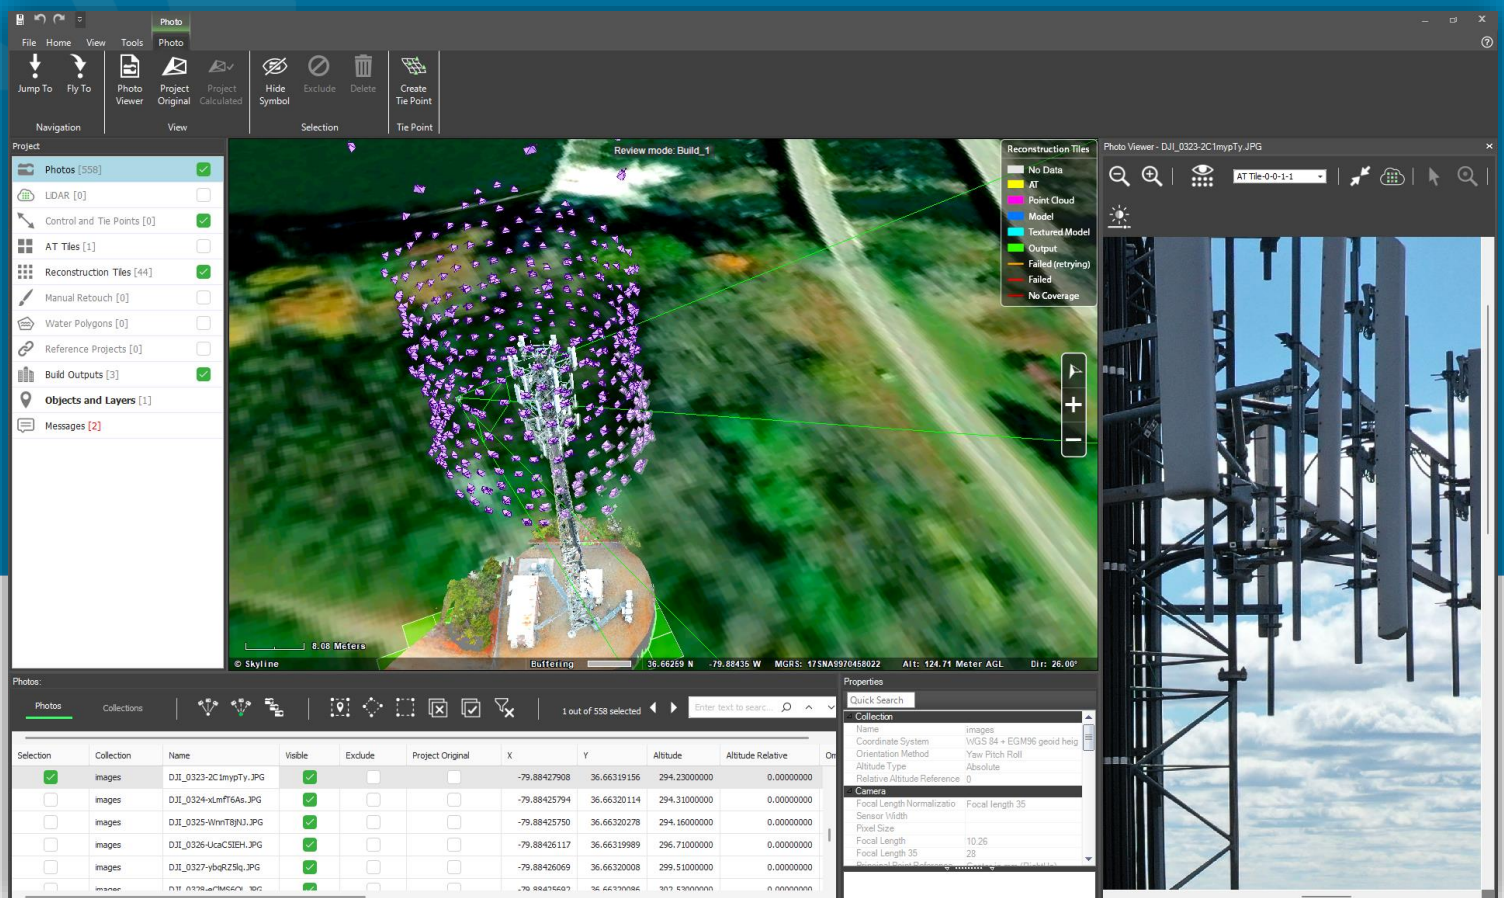 Photo
File Home View Tools Photo
Jump To Fly To Photo Viewer Project Original Project Calculated Hide Symbol Exclude Delete Create Tie Point
Navigation View Selection Tie Point
Project
Photos [558]
LiDAR [0]
Control and Tie Points [0]
AT Tiles [1]
Reconstruction Tiles [44]
Manual Retouch [0]
Water Polygons [0]
Reference Projects [0]
Build Outputs [3]
Objects and Layers [1]
Messages [2]
Review mode: Build_1
Reconstruction Tiles
No Data
AT
Point Cloud
Model
Textured Model
Output
Failed (retrying)
Failed
No Coverage
8.08 Meters
© Skyline Buffering 36.66259 N -79.88435 W MGRS: 17SNA9970458022 Alt: 124.71 Meter AGL Dir: 26.00°
Photo Viewer - DJI_0323-2C1mypTy.JPG
AT Tile-0-0-1-1
Photos:
Photos Collections 1 out of 558 selected Enter text to searc...
Selection Collection Name Visible Exclude Project Original X Y Altitude Altitude Relative Om
images DJI_0323-2C1mypTy.JPG -79.88427908 36.66319156 294.23000000 0.00000000
images DJI_0324-xLmfT6As.JPG -79.88425794 36.66320114 294.31000000 0.00000000
images DJI_0325-WnnT8jNJ.JPG -79.88425750 36.66320278 294.16000000 0.00000000
images DJI_0326-UcaC5IEH.JPG -79.88426117 36.66319989 296.71000000 0.00000000
images DJI_0327-ybqRZ5lq.JPG -79.88426069 36.66320008 299.51000000 0.00000000
images -79.88425692 36.66320086 302.53000000 0.00000000
Properties
Quick Search
Collection
Name images
Coordinate System WGS 84 + EGM96 geoid heig
Orientation Method Yaw Pitch Roll
Altitude Type Absolute
Relative Altitude Reference 0
Camera
Focal Length Normalizatio Focal length 35
Sensor Width
Pixel Size
Focal Length 10.26
Focal Length 35 28